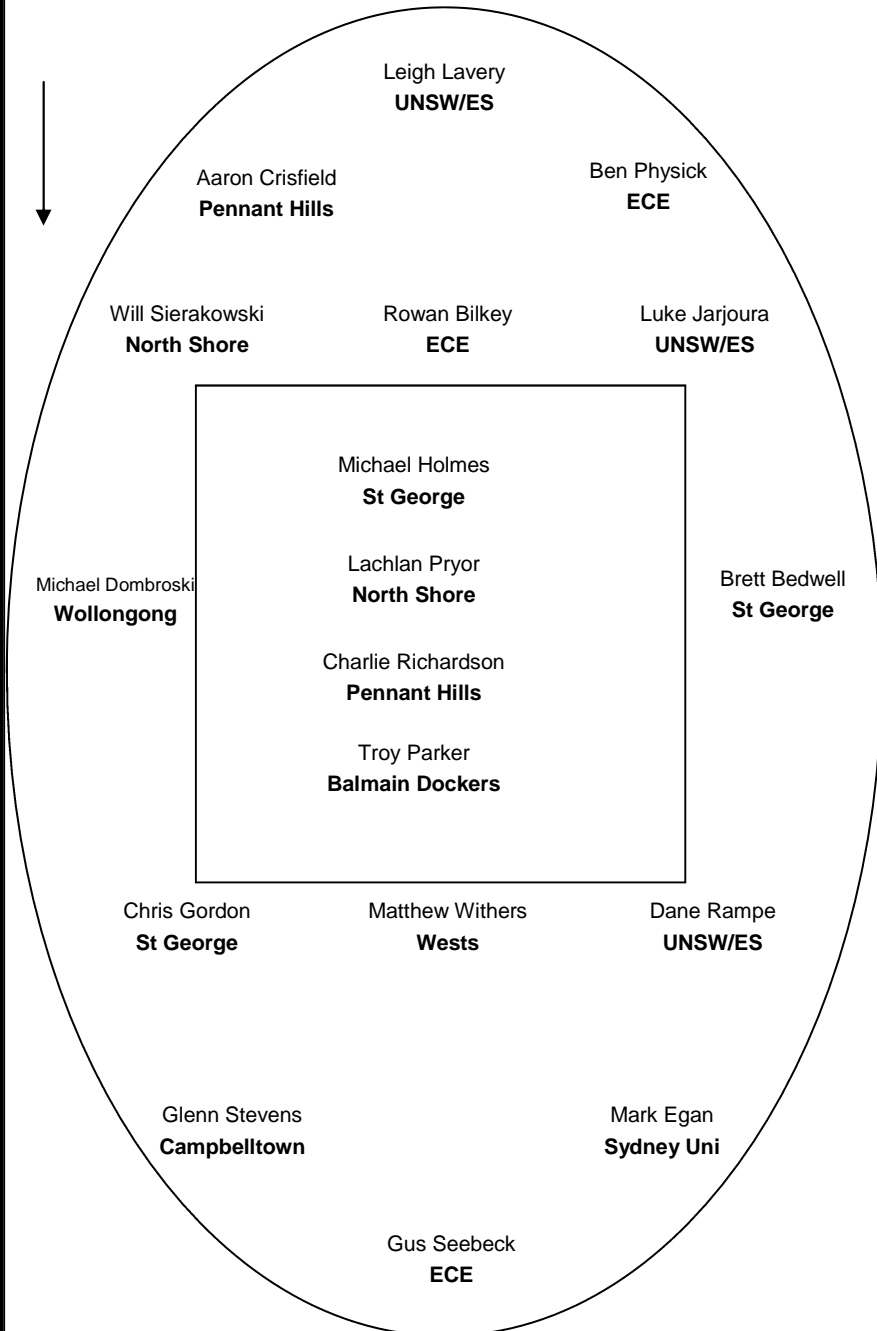 Leigh Lavery
UNSW/ES
Aaron Crisfield
Pennant Hills
Ben Physick
ECE
Will Sierakowski
North Shore
Rowan Bilkey
ECE
Luke Jarjoura
UNSW/ES
Michael Holmes
St George
Michael Dombroski
Wollongong
Lachlan Pryor
North Shore
Brett Bedwell
St George
Charlie Richardson
Pennant Hills
Troy Parker
Balmain Dockers
Chris Gordon
St George
Matthew Withers
Wests
Dane Rampe
UNSW/ES
Glenn Stevens
Campbelltown
Mark Egan
Sydney Uni
Gus Seebeck
ECE